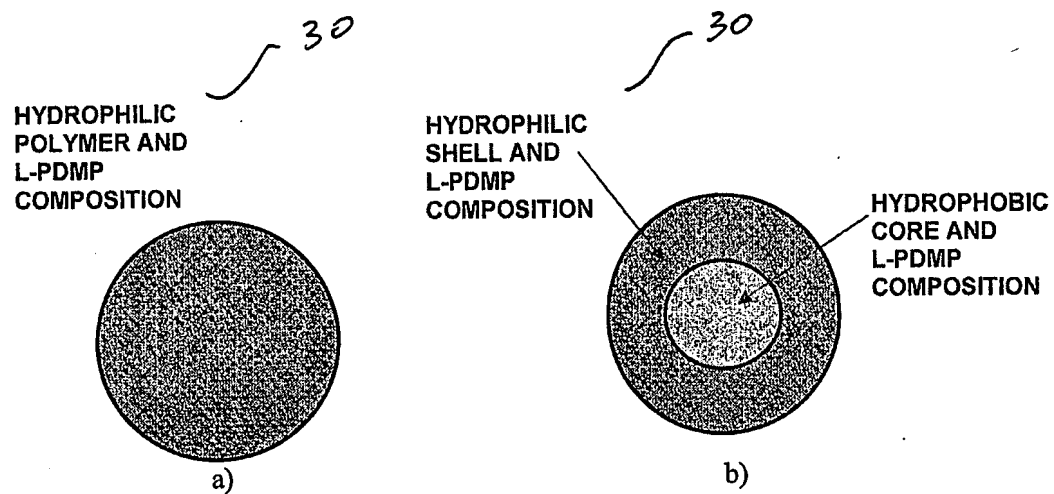 30
HYDROPHILIC
POLYMER AND
L-PDMP
COMPOSITION
a)
30
HYDROPHILIC
SHELL AND
L-PDMP
COMPOSITION
HYDROPHOBIC
CORE AND
L-PDMP
COMPOSITION
b)